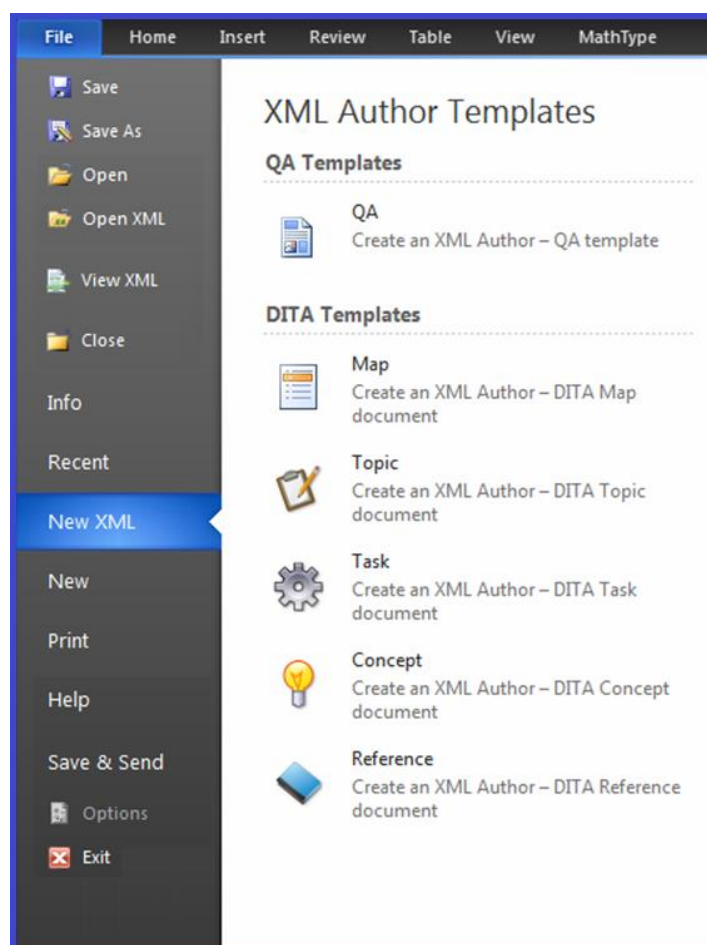 File Home Insert Review Table View MathType
Save
Save As
Open
Open XML
View XML
Close
Info
Recent
New XML
New
Print
Help
Save & Send
Options
Exit
XML Author Templates
QA Templates
QA
Create an XML Author – QA template
DITA Templates
Map
Create an XML Author – DITA Map
document
Topic
Create an XML Author – DITA Topic
document
Task
Create an XML Author – DITA Task
document
Concept
Create an XML Author – DITA Concept
document
Reference
Create an XML Author – DITA Reference
document